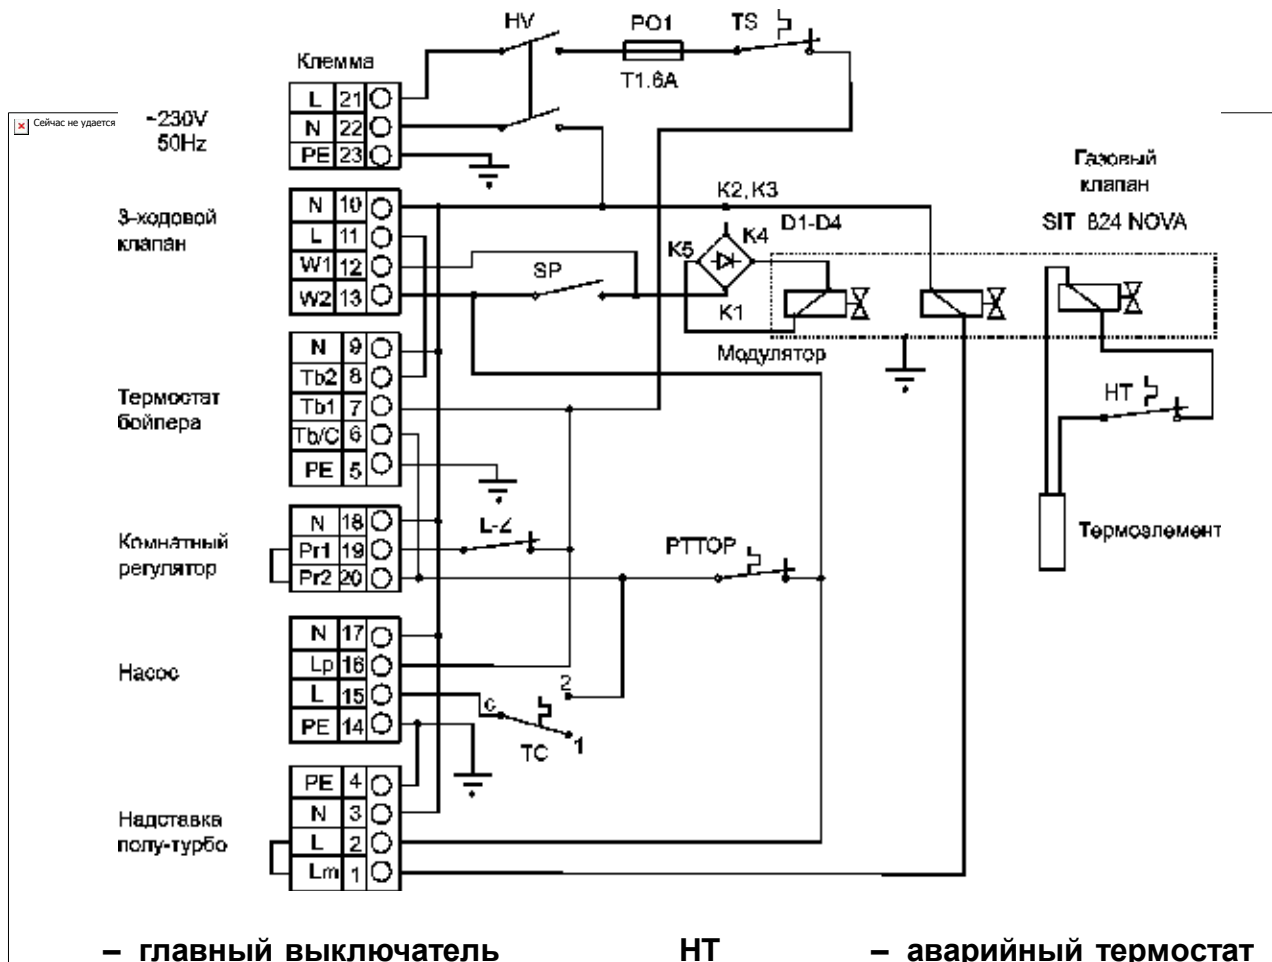 HV
PO1
TS
Клемма
T1.6A
L 21
N 22
PE 23
Сейчас не удается
~230V
50Hz
Газовый
клапан
SIT 824 NOVA
3-ходовой
клапан
N 10
L 11
W1 12
W2 13
K2, K3
D1-D4
K5
K4
K1
SP
Модулятор
Термостат
бойлера
N 9
Tb2 8
Tb1 7
Tb/C 6
PE 5
HT
Термоэлемент
Комнатный
регулятор
N 18
Pr1 19
Pr2 20
L-Z
PTTOP
Насос
N 17
Lp 16
L 15
PE 14
2
c
1
TC
Надставка
полу-турбо
PE 4
N 3
L 2
Lm 1
– главный выключатель HT – аварийный термостат